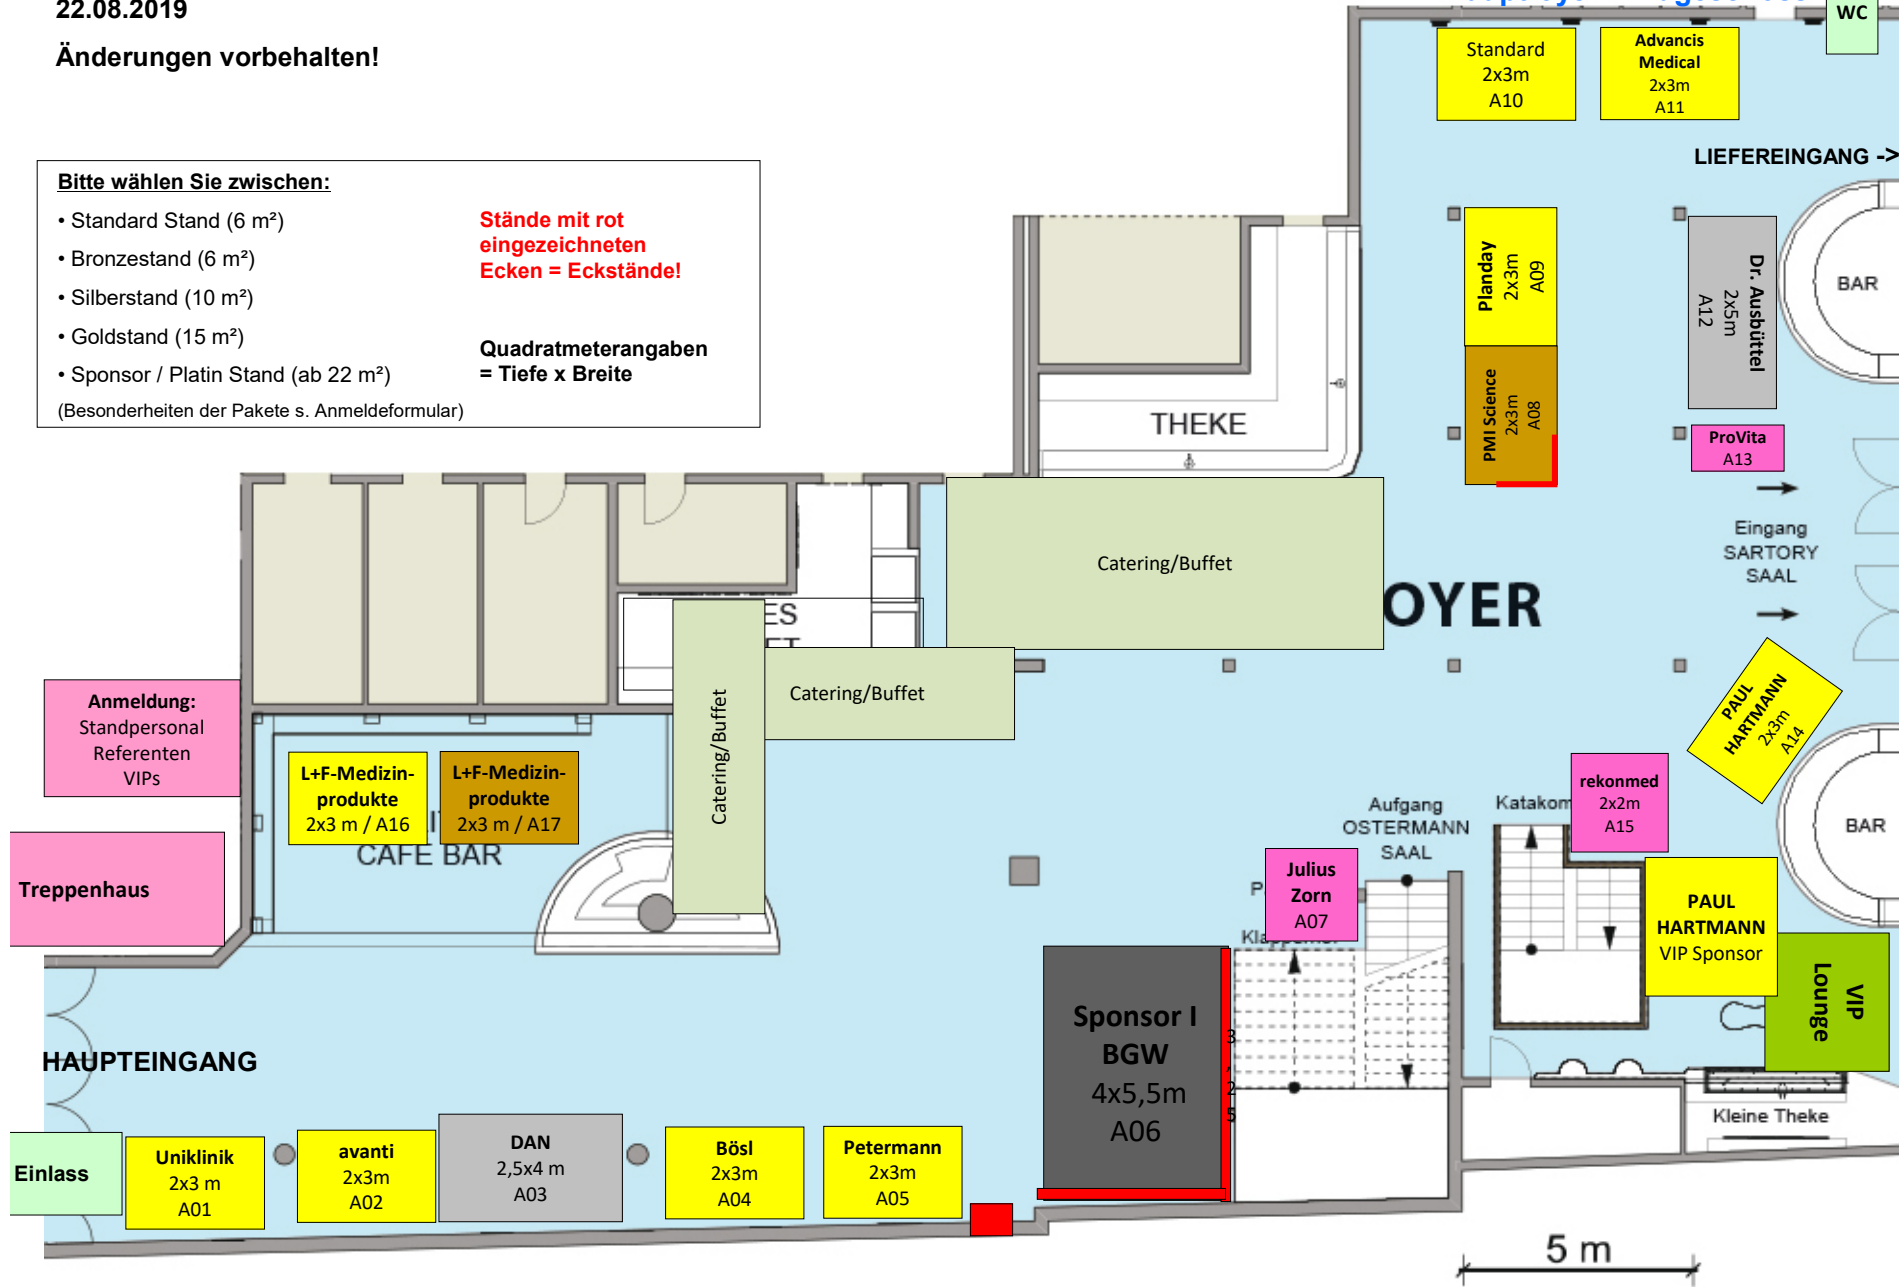 22.08.2019
Änderungen vorbehalten!
WC
Standard
2x3m
A10
Advancis
Medical
2x3m
A11
LIEFEREINGANG ->
Bitte wählen Sie zwischen:
• Standard Stand (6 m²)
• Bronzestand (6 m²)
• Silberstand (10 m²)
• Goldstand (15 m²)
• Sponsor / Platin Stand (ab 22 m²)
(Besonderheiten der Pakete s. Anmeldeformular)
Stände mit rot
eingezeichneten
Ecken = Eckstände!
Quadratmeterangaben
= Tiefe x Breite
Planday
2x3m
A09
Dr. Ausbüttel
2x5m
A12
BAR
PMI Science
2x3m
A08
THEKE
ProVita
A13
Eingang
SARTORY
SAAL
Catering/Buffet
OYER
ES
Catering/Buffet
Catering/Buffet
Anmeldung:
Standpersonal
Referenten
VIPs
PAUL
HARTMANN
2x3m
A14
L+F-Medizin-
produkte
2x3 m / A16
L+F-Medizin-
produkte
2x3 m / A17
CAFE BAR
Treppenhaus
Aufgang
OSTERMANN
SAAL
Katakom
rekonmed
2x2m
A15
BAR
Julius
Zorn
A07
P
PAUL
HARTMANN
VIP Sponsor
VIP
Lounge
Sponsor I
BGW
4x5,5m
A06
HAUPTEINGANG
Kleine Theke
Einlass
Uniklinik
2x3 m
A01
avanti
2x3m
A02
DAN
2,5x4 m
A03
Bösl
2x3m
A04
Petermann
2x3m
A05
5 m